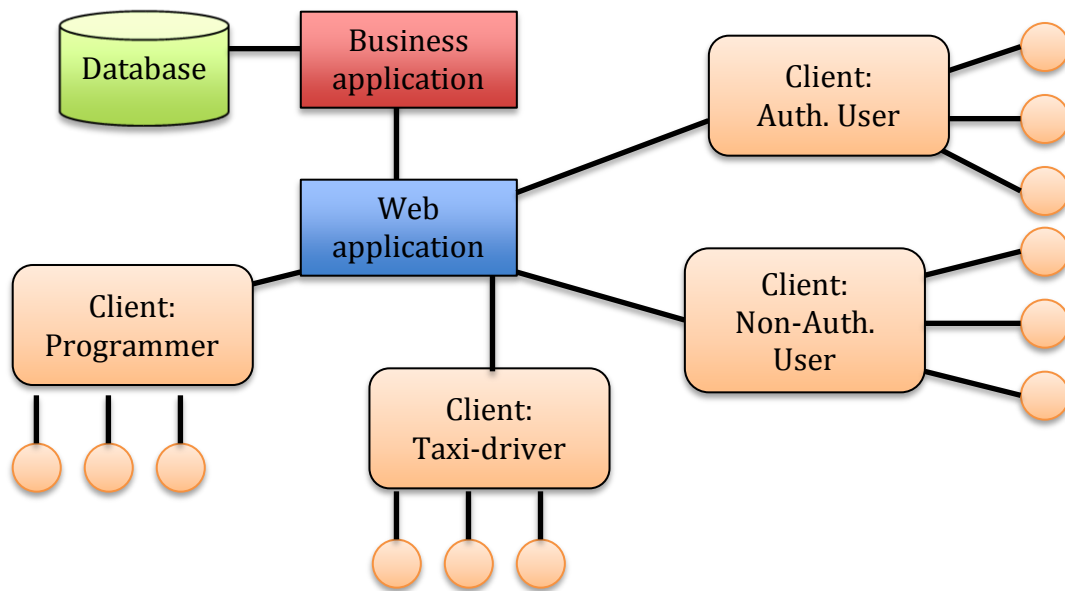 Database
Business
application
Web
application
Client:
Auth. User
Client:
Non-Auth.
User
Client:
Programmer
Client:
Taxi-driver